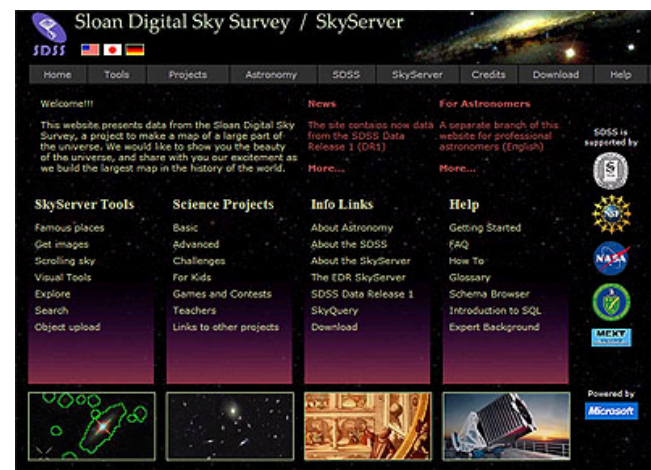 Sloan Digital Sky Survey / SkyServer
SDSS
Home Tools Projects Astronomy SDSS SkyServer Credits Download Help
Welcome!!!
This website presents data from the Sloan Digital Sky
Survey, a project to make a map of a large part of
the universe. We would like to show you the beauty
of the universe, and share with you our excitement as
we build the largest map in the history of the world.
News
The site contains now data
from the SDSS Data
Release 1 (DR1)
More...
For Astronomers
A separate branch of this
website for professional
astronomers (English)
More...
SkyServer Tools
Famous places
Get images
Scrolling sky
Visual Tools
Explore
Search
Object upload
Science Projects
Basic
Advanced
Challenges
For Kids
Games and Contests
Teachers
Links to other projects
Info Links
About Astronomy
About the SDSS
About the SkyServer
The EDR SkyServer
SDSS Data Release 1
SkyQuery
Download
Help
Getting Started
FAQ
How To
Glossary
Schema Browser
Introduction to SQL
Expert Background
SDSS is
supported by
NSF
NASA
MEXT
Powered by
Microsoft